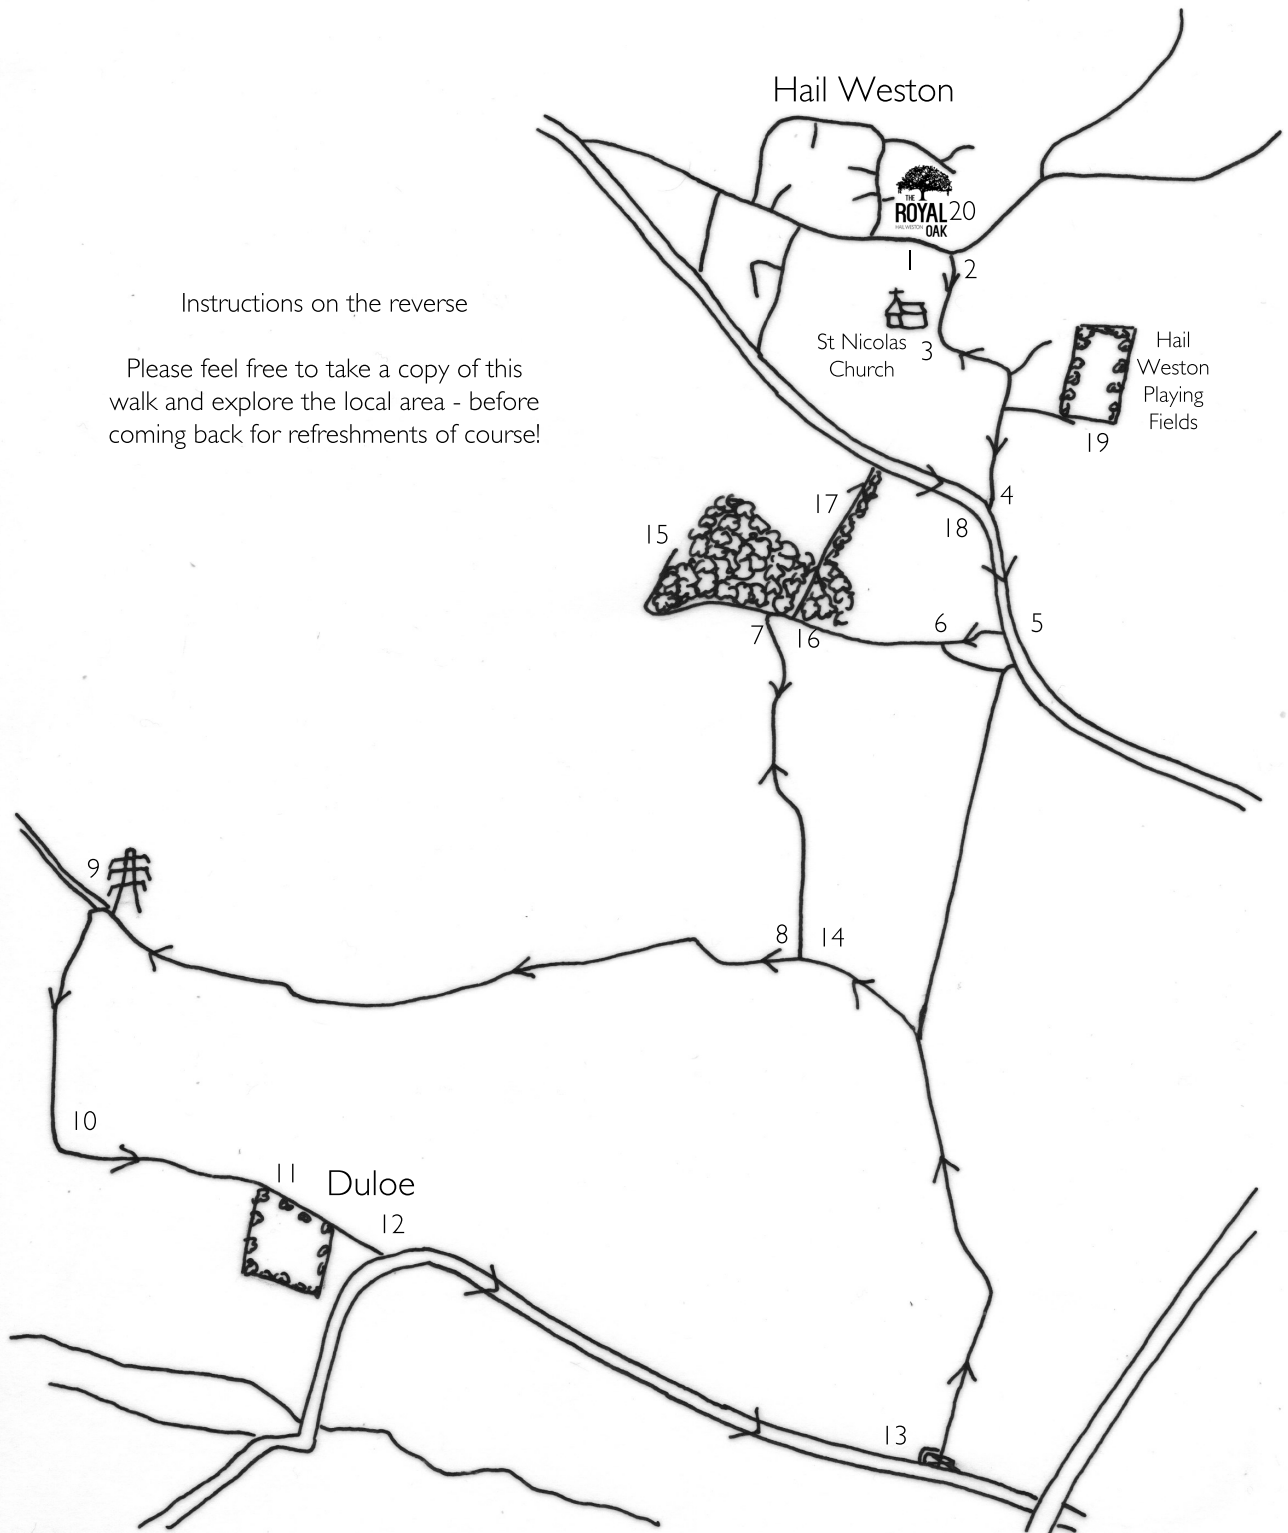 Hail Weston
THE
ROYAL
HAIL WESTON
OAK
20
1
2
Instructions on the reverse
Please feel free to take a copy of this
walk and explore the local area - before
coming back for refreshments of course!
St Nicolas
Church
3
Hail
Weston
Playing
Fields
19
4
17
18
15
5
6
7
16
9
8
14
10
11
Duloe
12
13